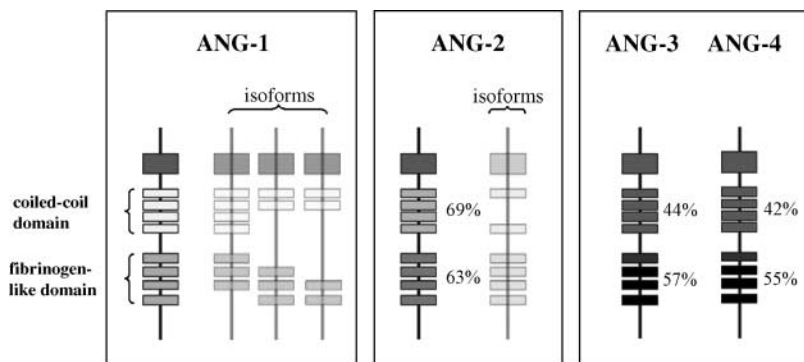 ANG-1
ANG-2
ANG-3 ANG-4
isoforms
isoforms
coiled-coil
domain
69%
44%
42%
fibrinogen-
like domain
63%
57%
55%